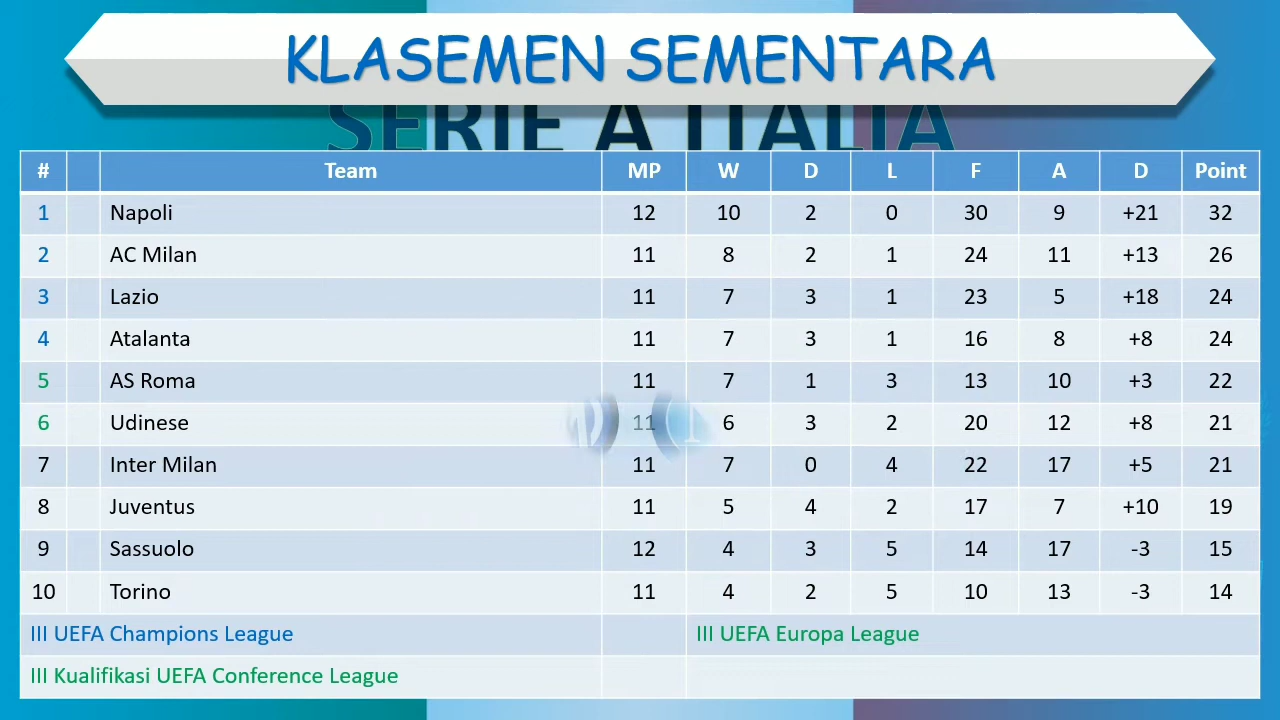 KLASEMEN SEMENTARA
SERIE A ITALIA
# Team MP W D L F A D Point
1 Napoli 12 10 2 0 30 9 +21 32
2 AC Milan 11 8 2 1 24 11 +13 26
3 Lazio 11 7 3 1 23 5 +18 24
4 Atalanta 11 7 3 1 16 8 +8 24
5 AS Roma 11 7 1 3 13 10 +3 22
6 Udinese 11 6 3 2 20 12 +8 21
7 Inter Milan 11 7 0 4 22 17 +5 21
8 Juventus 11 5 4 2 17 7 +10 19
9 Sassuolo 12 4 3 5 14 17 -3 15
10 Torino 11 4 2 5 10 13 -3 14
III UEFA Champions League III UEFA Europa League
III Kualifikasi UEFA Conference League